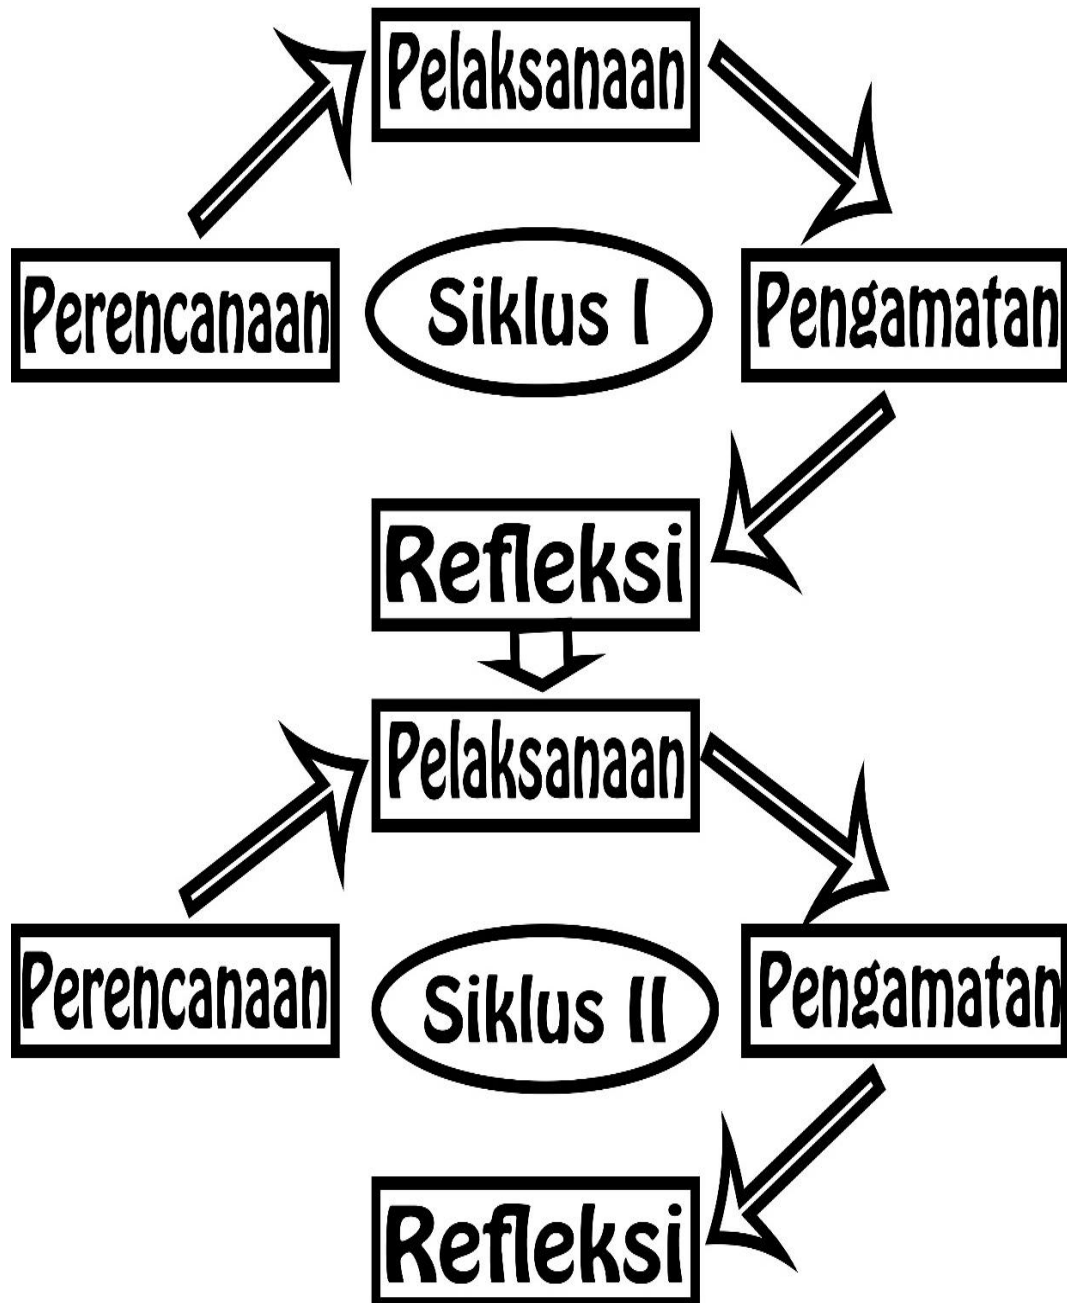 Pelaksanaan
Perencanaan
Siklus I
Pengamatan
Refleksi
Pelaksanaan
Perencanaan
Siklus II
Pengamatan
Refleksi